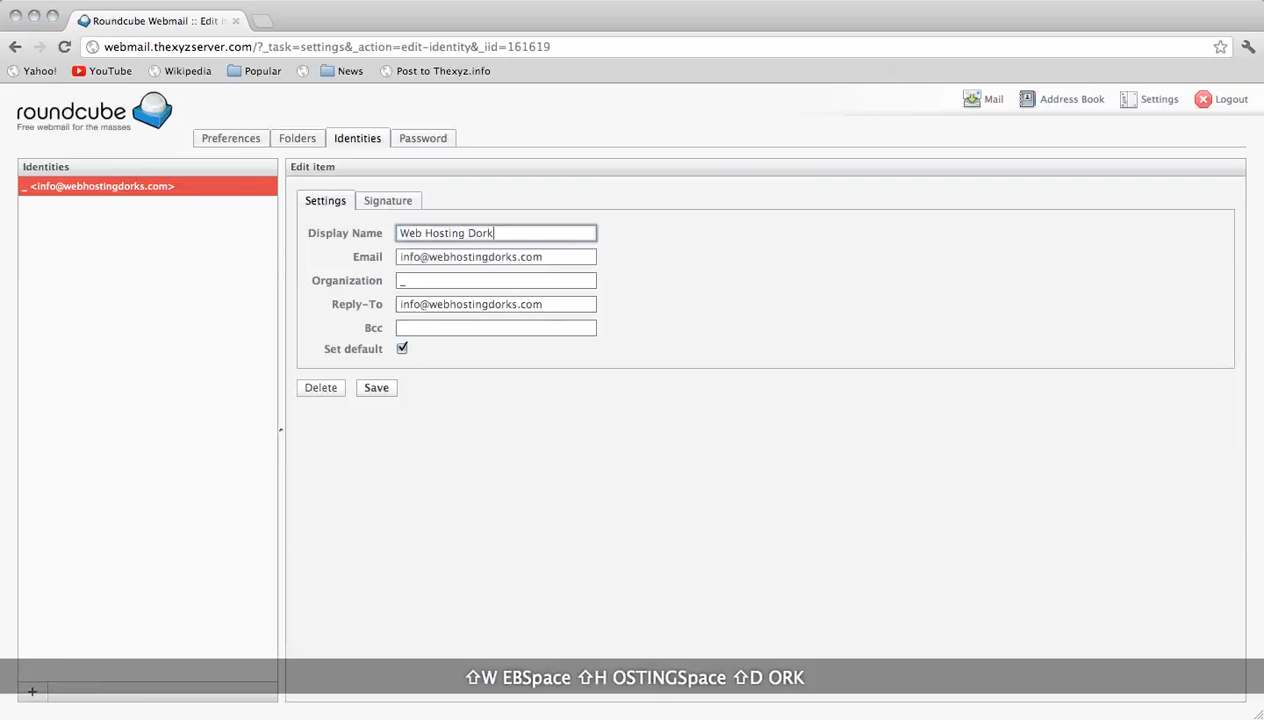 Roundcube Webmail :: Edit i
webmail.thexyzserver.com/?_task=settings&_action=edit-identity&_iid=161619
Yahoo! YouTube Wikipedia Popular News Post to Thexyz.info
roundcube
Free webmail for the masses
Mail Address Book Settings Logout
Preferences Folders Identities Password
Identities
_ <info@webhostingdorks.com>
Edit item
Settings Signature
Display Name Web Hosting Dork
Email info@webhostingdorks.com
Organization _
Reply-To info@webhostingdorks.com
Bcc
Set default
Delete Save
⇧W EBSpace ⇧H OSTINGSpace ⇧D ORK
+